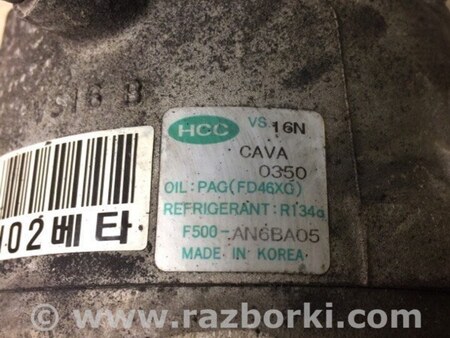 VS16 B
HCC VS 16N
CAVA
0350
OIL: PAG(FD46XG)
REFRIGERANT: R134a
F500-AN6BA05
MADE IN KOREA
02베타
© www.razborki.com